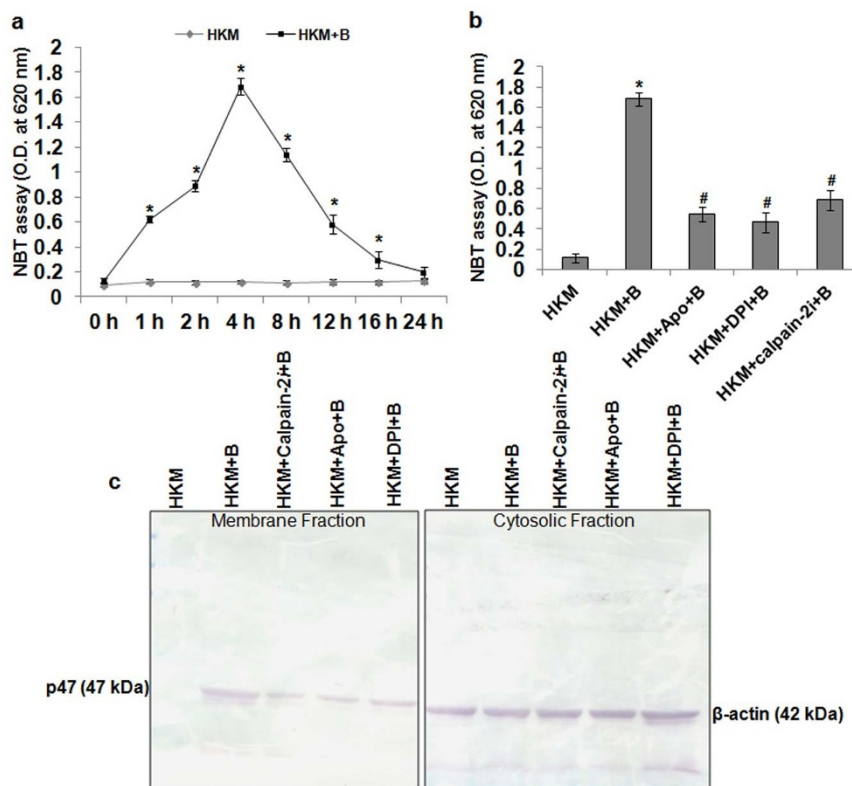 a
HKM
HKM+B
NBT assay (O.D. at 620 nm)
2
1.8
1.6
1.4
1.2
1
0.8
0.6
0.4
0.2
0
*
*
*
*
*
*
*
0 h 1 h 2 h 4 h 8 h 12 h 16 h 24 h
b
NBT assay (O.D. at 620 nm)
2
1.8
1.6
1.4
1.2
1
0.8
0.6
0.4
0.2
0
*
#
#
#
HKM
HKM+B
HKM+Apo+B
HKM+DPI+B
HKM+calpain-2i+B
c
HKM
HKM+B
HKM+Calpain-2i+B
HKM+Apo+B
HKM+DPI+B
HKM
HKM+B
HKM+Calpain-2i+B
HKM+Apo+B
HKM+DPI+B
Membrane Fraction
Cytosolic Fraction
p47 (47 kDa)
β-actin (42 kDa)